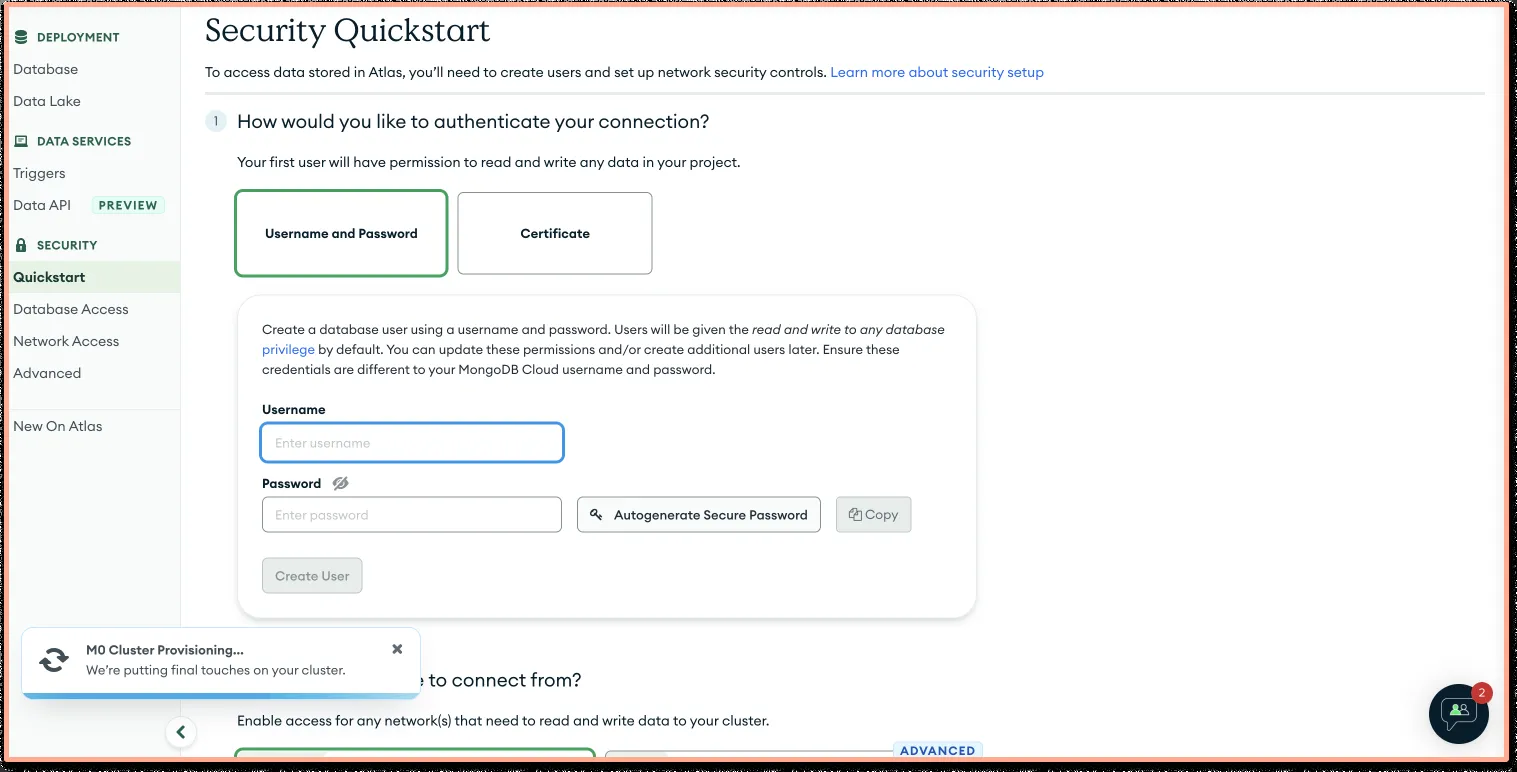 DEPLOYMENT
Database
Data Lake
DATA SERVICES
Triggers
Data API PREVIEW
SECURITY
Quickstart
Database Access
Network Access
Advanced
New On Atlas
Security Quickstart
To access data stored in Atlas, you'll need to create users and set up network security controls. Learn more about security setup
1 How would you like to authenticate your connection?
Your first user will have permission to read and write any data in your project.
Username and Password
Certificate
Create a database user using a username and password. Users will be given the read and write to any database
privilege by default. You can update these permissions and/or create additional users later. Ensure these
credentials are different to your MongoDB Cloud username and password.
Username
Enter username
Password
Enter password
Autogenerate Secure Password
Copy
Create User
M0 Cluster Provisioning...
We're putting final touches on your cluster.
to connect from?
Enable access for any network(s) that need to read and write data to your cluster.
ADVANCED
2